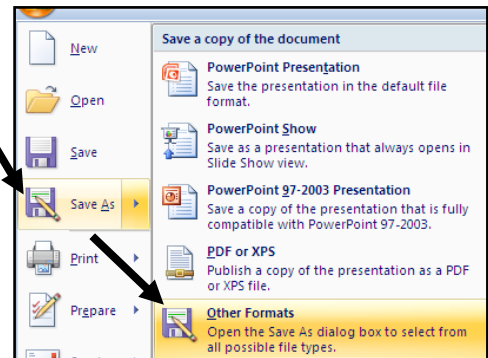 New
Open
Save
Save As
Print
Prepare
Save a copy of the document
PowerPoint Presentation
Save the presentation in the default file
format.
PowerPoint Show
Save as a presentation that always opens in
Slide Show view.
PowerPoint 97-2003 Presentation
Save a copy of the presentation that is fully
compatible with PowerPoint 97-2003.
PDF or XPS
Publish a copy of the presentation as a PDF
or XPS file.
Other Formats
Open the Save As dialog box to select from
all possible file types.